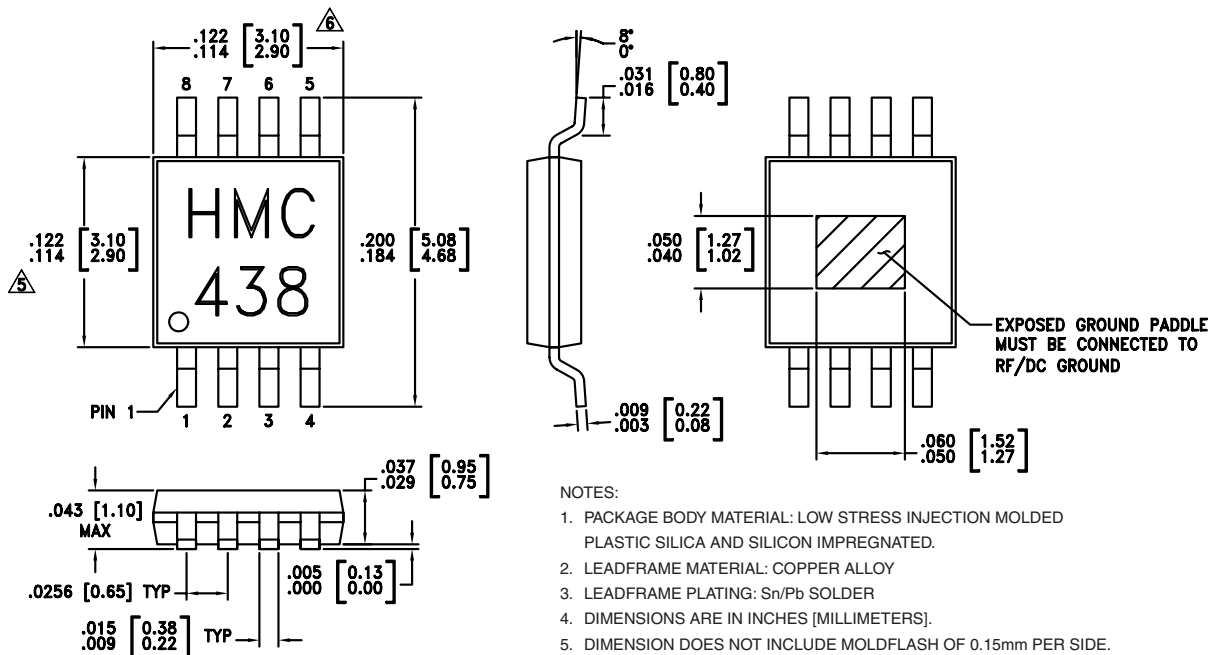 .122 [3.10]
.114 [2.90]
6
8 7 6 5
HMC
438
.122 [3.10]
.114 [2.90]
5
.200 [5.08]
.184 [4.68]
PIN 1
1 2 3 4
8°
0°
.031 [0.80]
.016 [0.40]
.009 [0.22]
.003 [0.08]
.050 [1.27]
.040 [1.02]
EXPOSED GROUND PADDLE
MUST BE CONNECTED TO
RF/DC GROUND
.060 [1.52]
.050 [1.27]
.037 [0.95]
.029 [0.75]
.043 [1.10]
MAX
.005 [0.13]
.000 [0.00]
.0256 [0.65] TYP
.015 [0.38]
.009 [0.22] TYP
NOTES:
1. PACKAGE BODY MATERIAL: LOW STRESS INJECTION MOLDED
PLASTIC SILICA AND SILICON IMPREGNATED.
2. LEADFRAME MATERIAL: COPPER ALLOY
3. LEADFRAME PLATING: Sn/Pb SOLDER
4. DIMENSIONS ARE IN INCHES [MILLIMETERS].
5. DIMENSION DOES NOT INCLUDE MOLDFLASH OF 0.15mm PER SIDE.